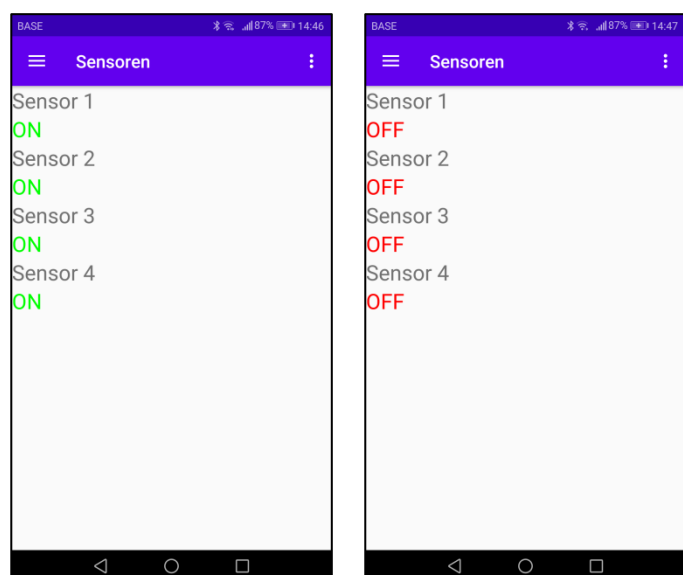 BASE 87% 14:46
Sensoren
Sensor 1
ON
Sensor 2
ON
Sensor 3
ON
Sensor 4
ON
BASE 87% 14:47
Sensoren
Sensor 1
OFF
Sensor 2
OFF
Sensor 3
OFF
Sensor 4
OFF